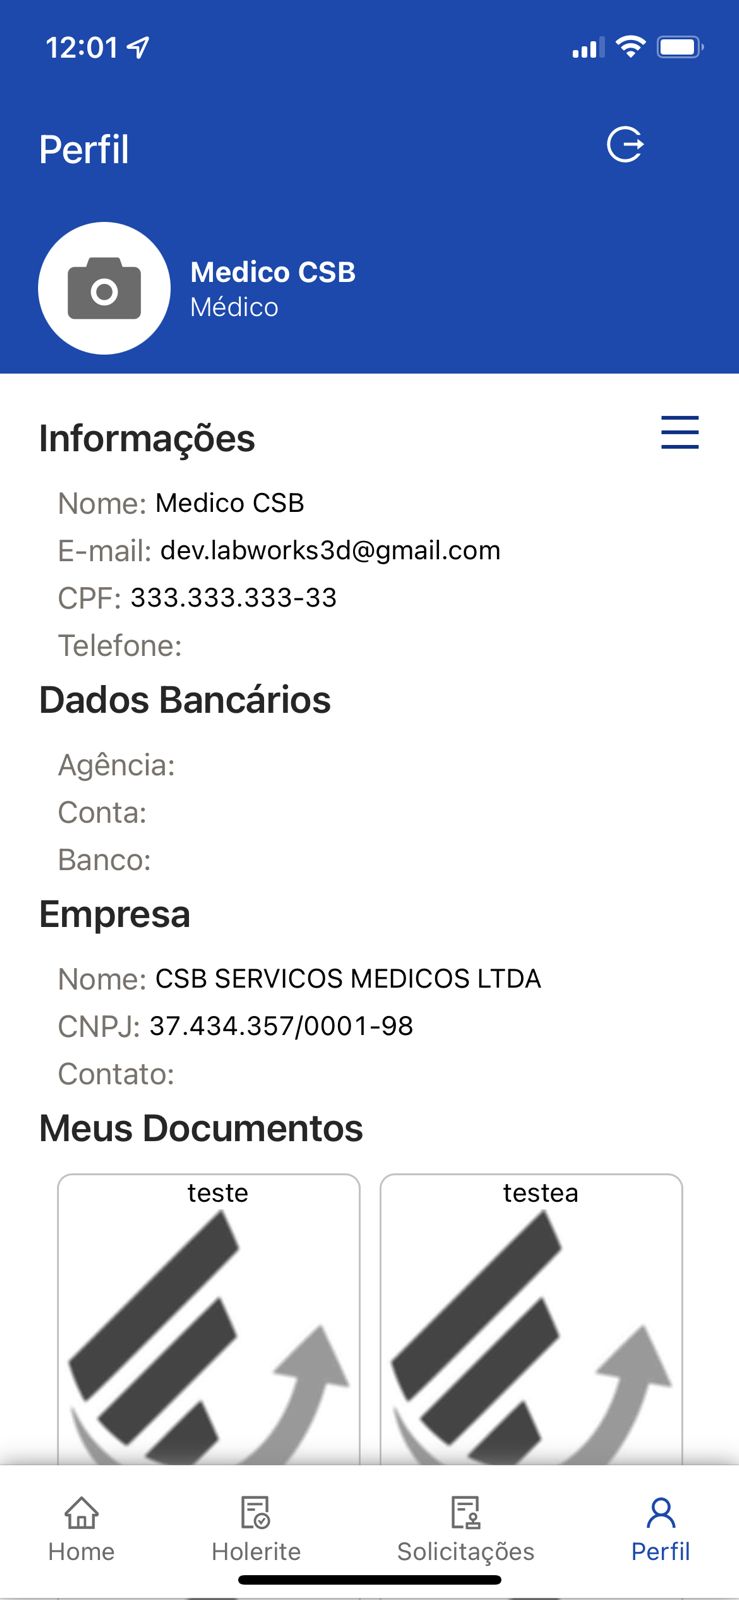 12:01
Perfil
Medico CSB
Médico
Informações
Nome: Medico CSB
E-mail: dev.labworks3d@gmail.com
CPF: 333.333.333-33
Telefone:
Dados Bancários
Agência:
Conta:
Banco:
Empresa
Nome: CSB SERVICOS MEDICOS LTDA
CNPJ: 37.434.357/0001-98
Contato:
Meus Documentos
teste
testea
Home
Holerite
Solicitações
Perfil